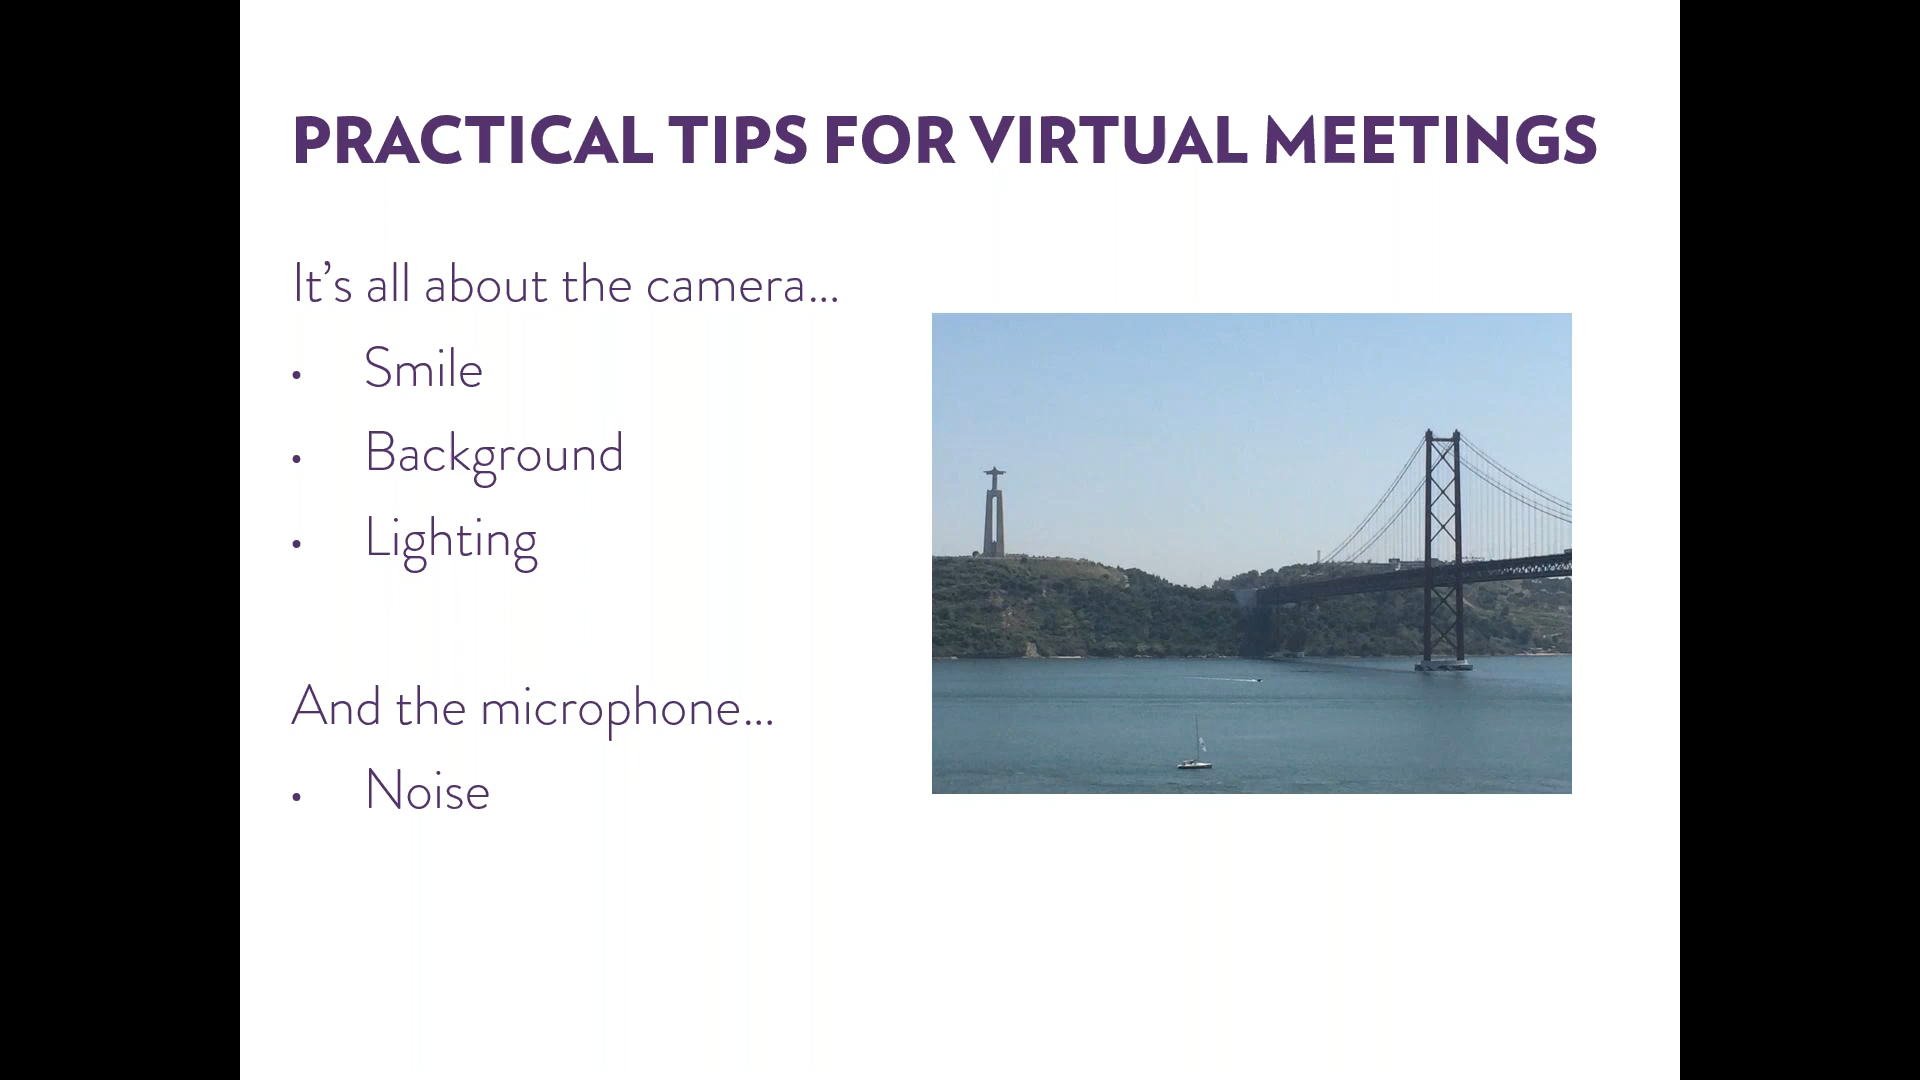 PRACTICAL TIPS FOR VIRTUAL MEETINGS
It’s all about the camera…
• Smile
• Background
• Lighting
And the microphone…
• Noise